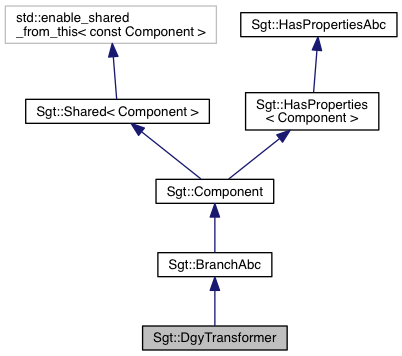 std::enable_shared
_from_this< const Component >
Sgt::HasPropertiesAbc
Sgt::Shared< Component >
Sgt::HasProperties
< Component >
Sgt::Component
Sgt::BranchAbc
Sgt::DgyTransformer